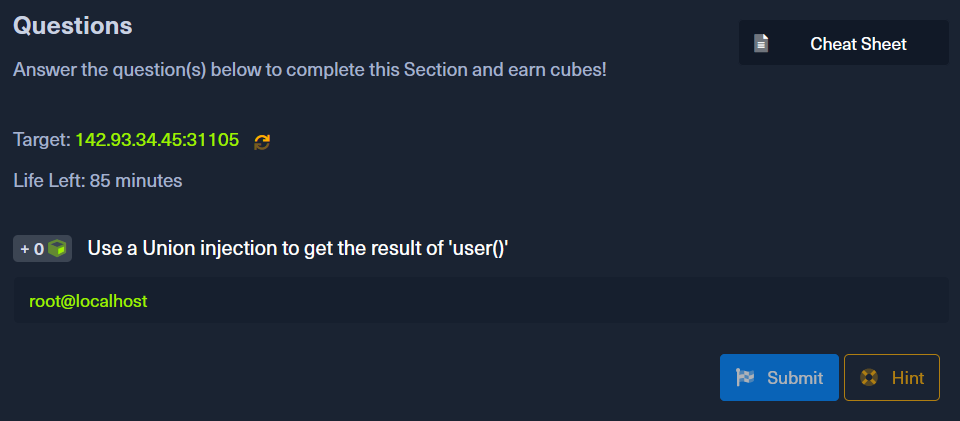 Questions
Cheat Sheet
Answer the question(s) below to complete this Section and earn cubes!
Target: 142.93.34.45:31105
Life Left: 85 minutes
+ 0 Use a Union injection to get the result of 'user()'
root@localhost
Submit
Hint